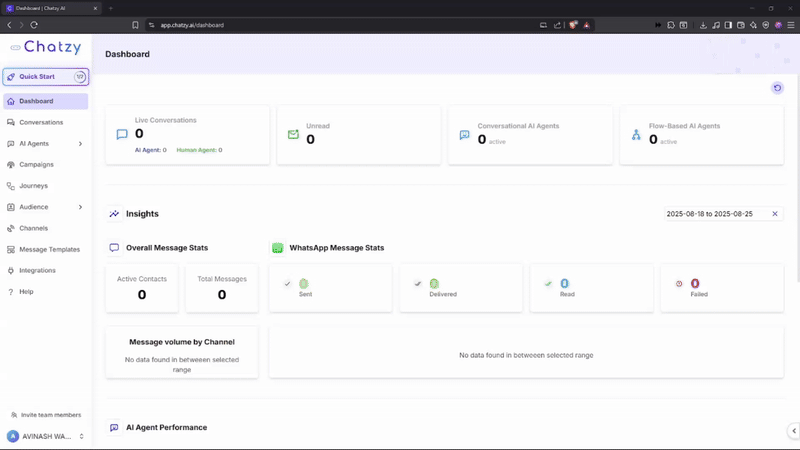 Dashboard | Chatzy AI
app.chatzy.ai/dashboard
Chatzy
Quick Start
1/7
Dashboard
Conversations
AI Agents
Campaigns
Journeys
Audience
Channels
Message Templates
Integrations
Help
Invite team members
A
AVINASH WA...
Dashboard
Live Conversations
0
AI Agent: 0 Human Agent: 0
Unread
0
Conversational AI Agents
0 active
Flow-Based AI Agents
0 active
Insights
2025-08-18 to 2025-08-25
Overall Message Stats
Active Contacts
0
Total Messages
0
Message volume by Channel
No data found in betweeen selected
range
WhatsApp Message Stats
0
Sent
0
Delivered
0
Read
0
Failed
No data found in betweeen selected range
AI Agent Performance